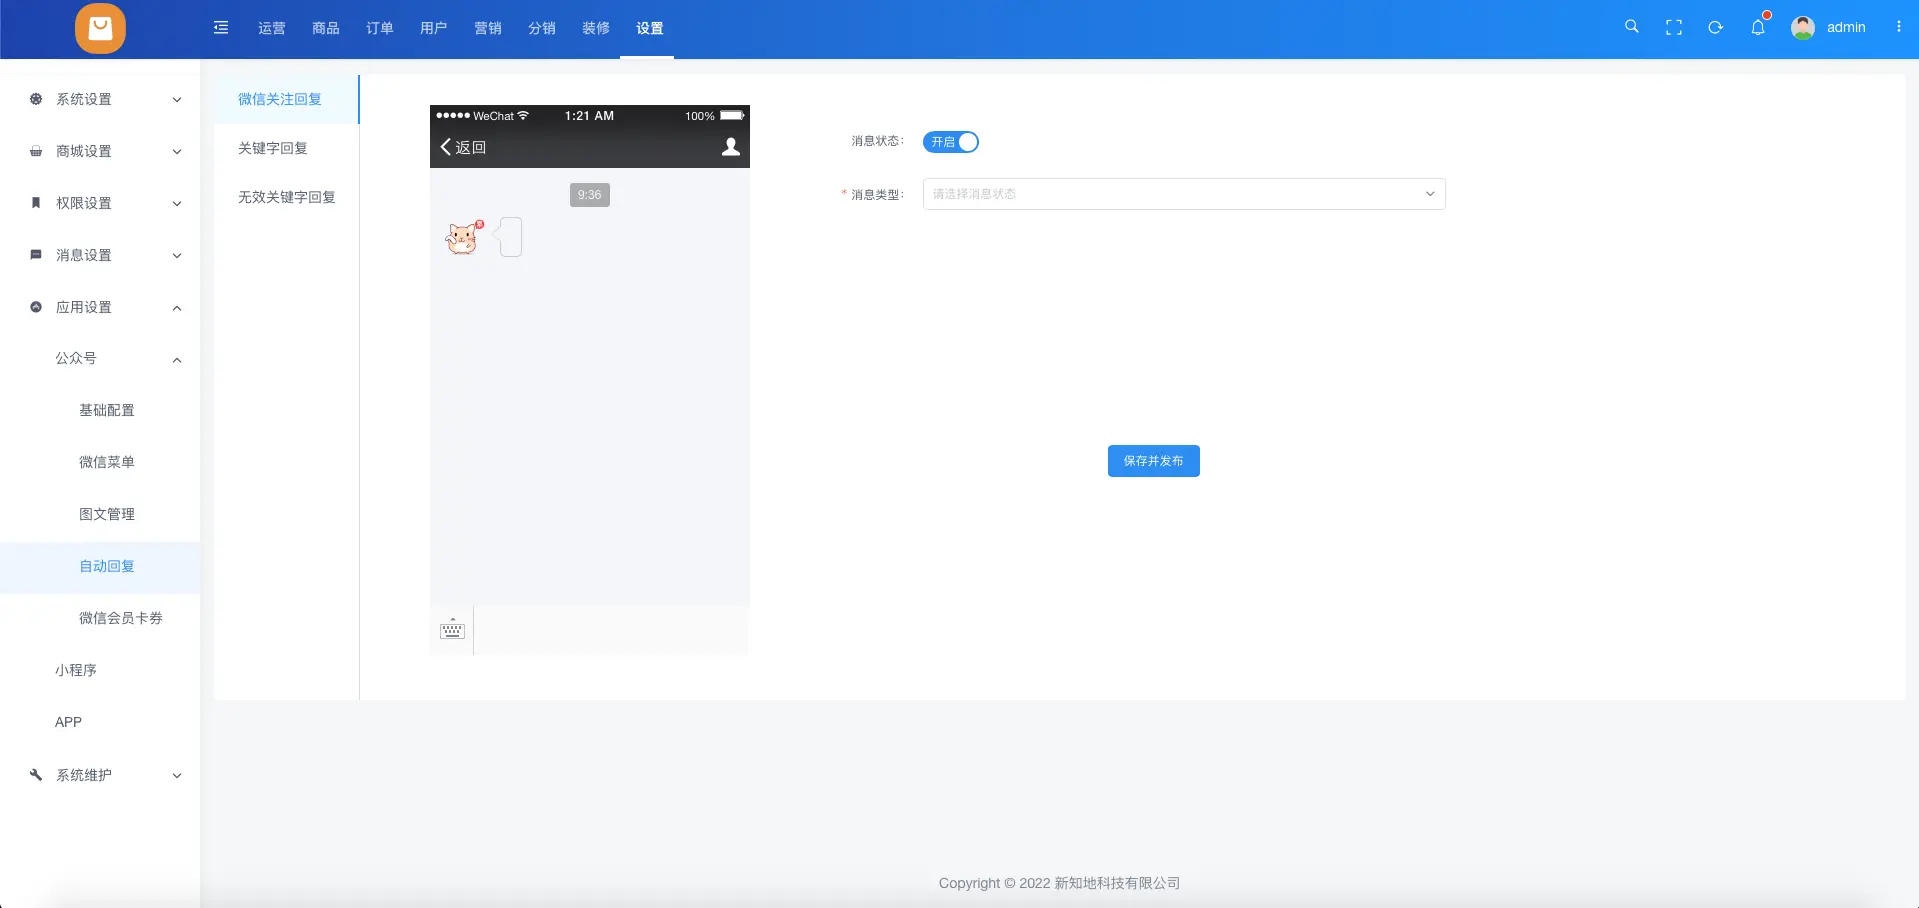 运营
商品
订单
用户
营销
分销
装修
设置
admin
系统设置
商城设置
权限设置
消息设置
应用设置
公众号
基础配置
微信菜单
图文管理
自动回复
微信会员卡券
小程序
APP
系统维护
微信关注回复
关键字回复
无效关键字回复
WeChat 1:21 AM 100%
返回
9:36
消息状态：
开启
* 消息类型：
请选择消息状态
保存并发布
Copyright © 2022 新知地科技有限公司